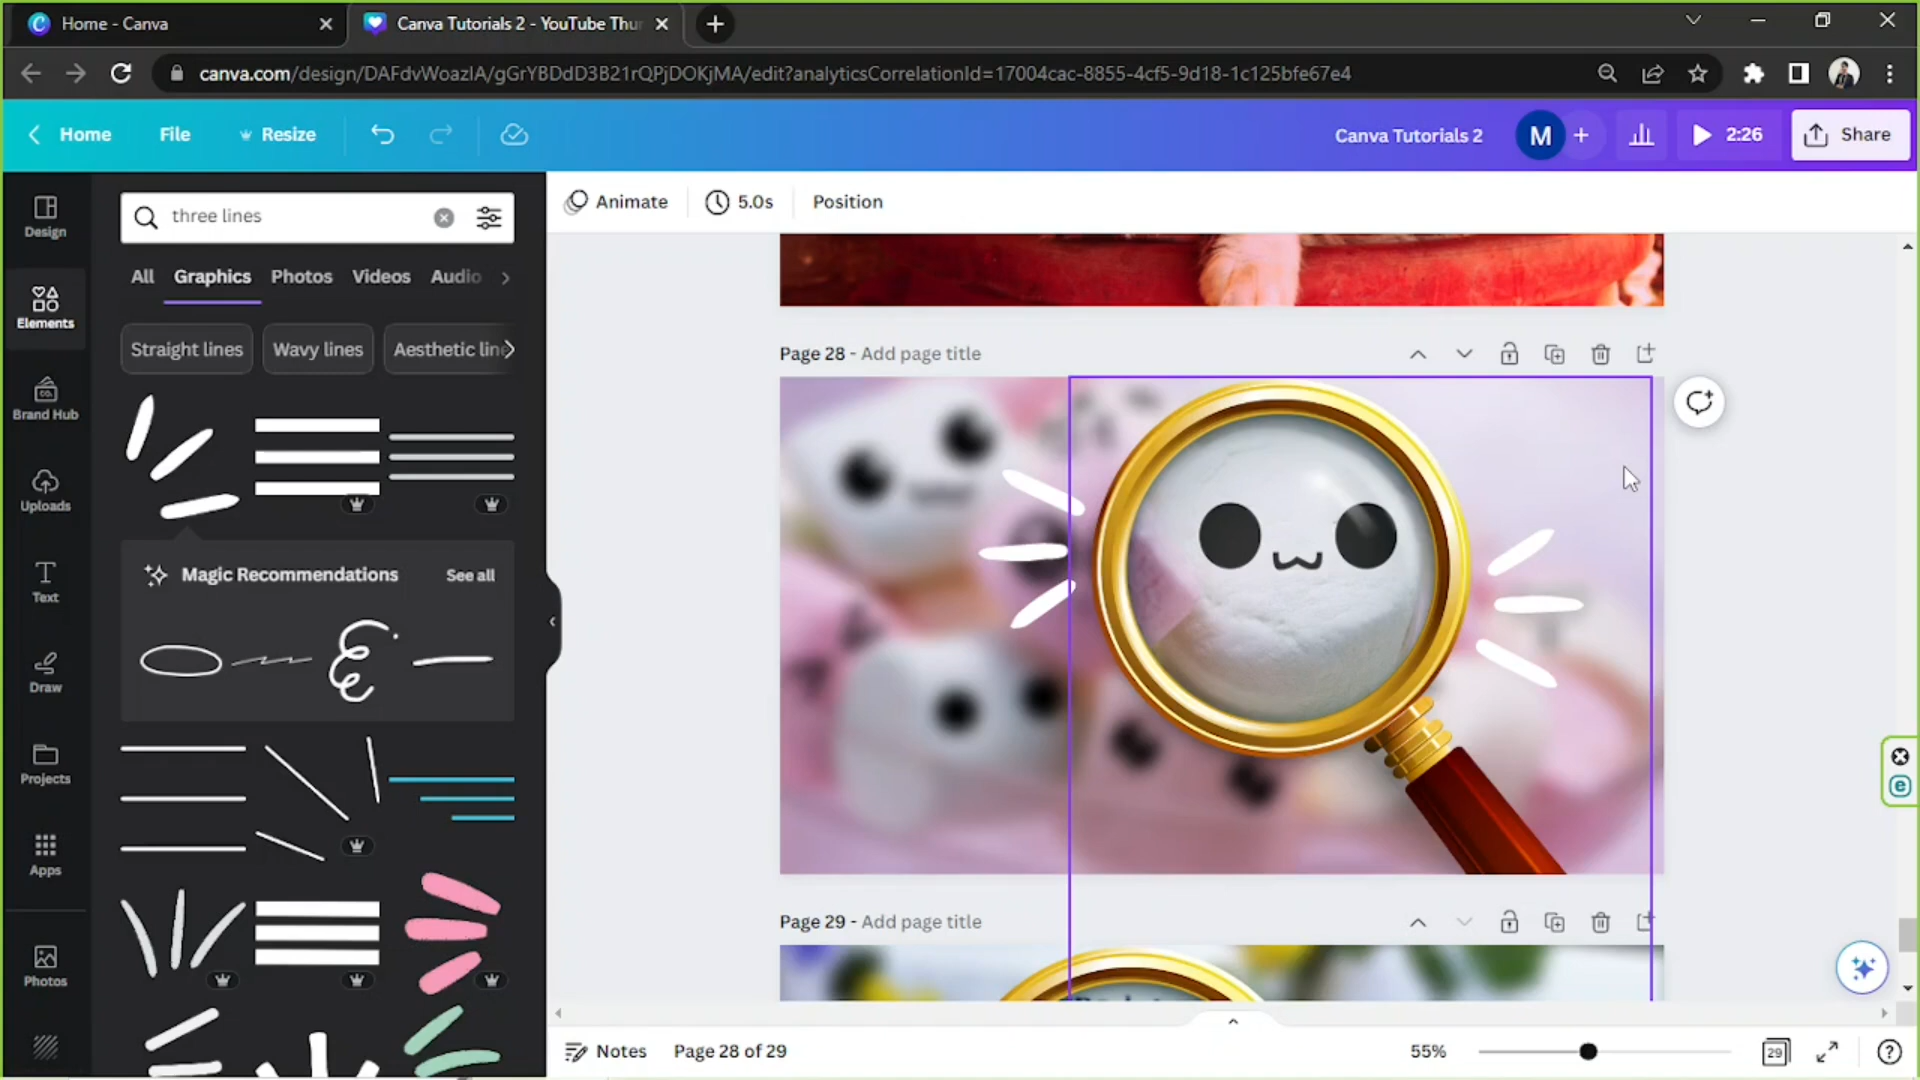 Home - Canva
Canva Tutorials 2 - YouTube Thu
canva.com/design/DAFdvWoazIA/gGrYBDdD3B21rQPjDOKjMA/edit?analyticsCorrelationId=17004cac-8855-4cf5-9d18-1c125bfe67e4
Home
File
Resize
Canva Tutorials 2
M
2:26
Share
Design
Elements
Brand Hub
Uploads
Text
Draw
Projects
Apps
Photos
three lines
All
Graphics
Photos
Videos
Audio
Straight lines
Wavy lines
Aesthetic line
Magic Recommendations
See all
Animate
5.0s
Position
Page 28 - Add page title
Page 29 - Add page title
Notes
Page 28 of 29
55%
29